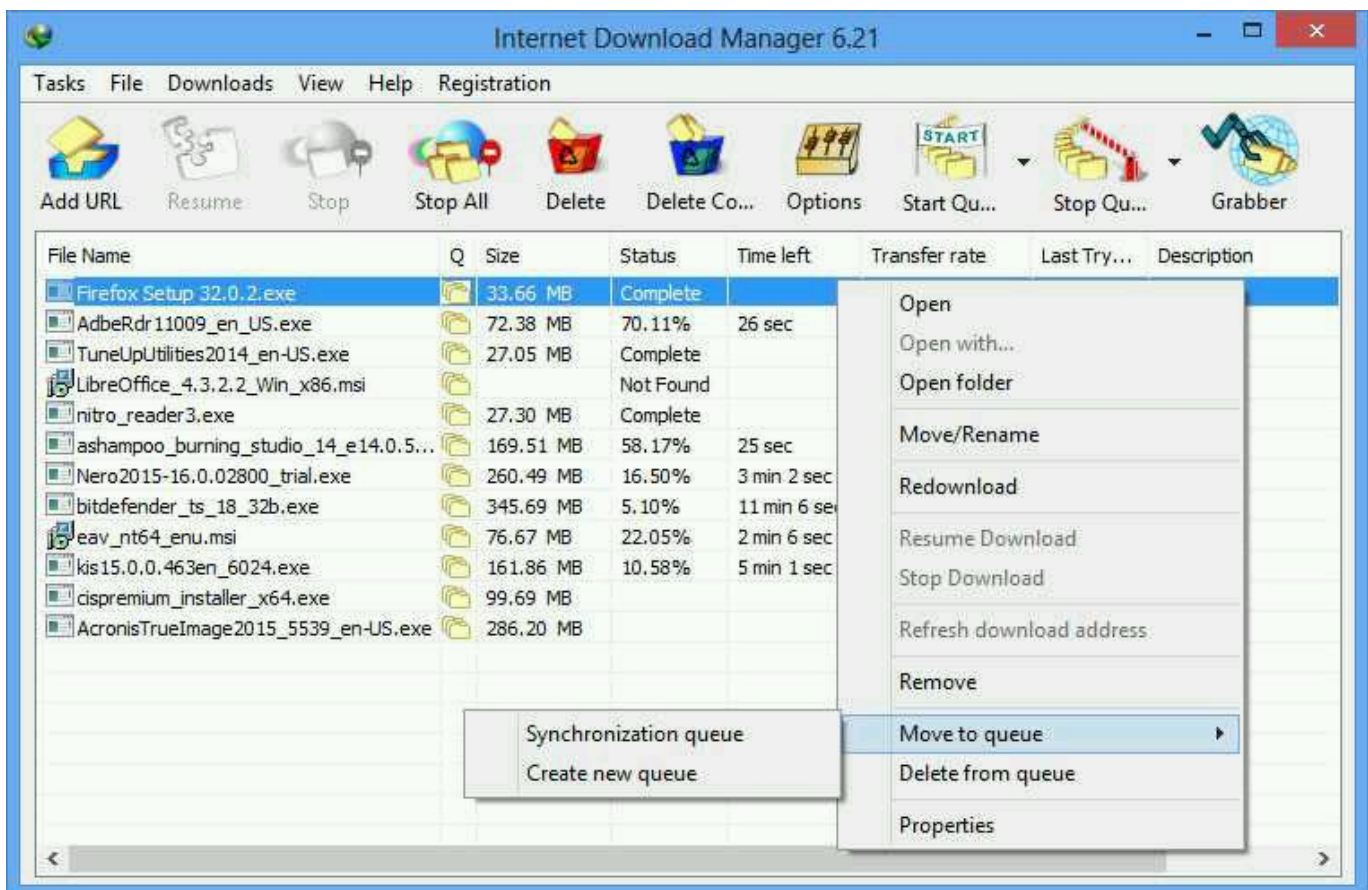 Internet Download Manager 6.21
Tasks File Downloads View Help Registration
START
Add URL Resume Stop Stop All Delete Delete Co... Options Start Qu... Stop Qu... Grabber
File Name Q Size Status Time left Transfer rate Last Try... Description
Firefox Setup 32.0.2.exe 33.66 MB Complete
AdbeRdr11009_en_US.exe 72.38 MB 70.11% 26 sec
TuneUpUtilities2014_en-US.exe 27.05 MB Complete
LibreOffice_4.3.2.2_Win_x86.msi Not Found
nitro_reader3.exe 27.30 MB Complete
ashampoo_burning_studio_14_e14.0.5... 169.51 MB 58.17% 25 sec
Nero2015-16.0.02800_trial.exe 260.49 MB 16.50% 3 min 2 sec
bitdefender_ts_18_32b.exe 345.69 MB 5.10% 11 min 6 se
eav_nt64_enu.msi 76.67 MB 22.05% 2 min 6 sec
kis15.0.0.463en_6024.exe 161.86 MB 10.58% 5 min 1 sec
cispremium_installer_x64.exe 99.69 MB
AcronisTrueImage2015_5539_en-US.exe 286.20 MB
Open
Open with...
Open folder
Move/Rename
Redownload
Resume Download
Stop Download
Refresh download address
Remove
Move to queue
Delete from queue
Properties
Synchronization queue
Create new queue